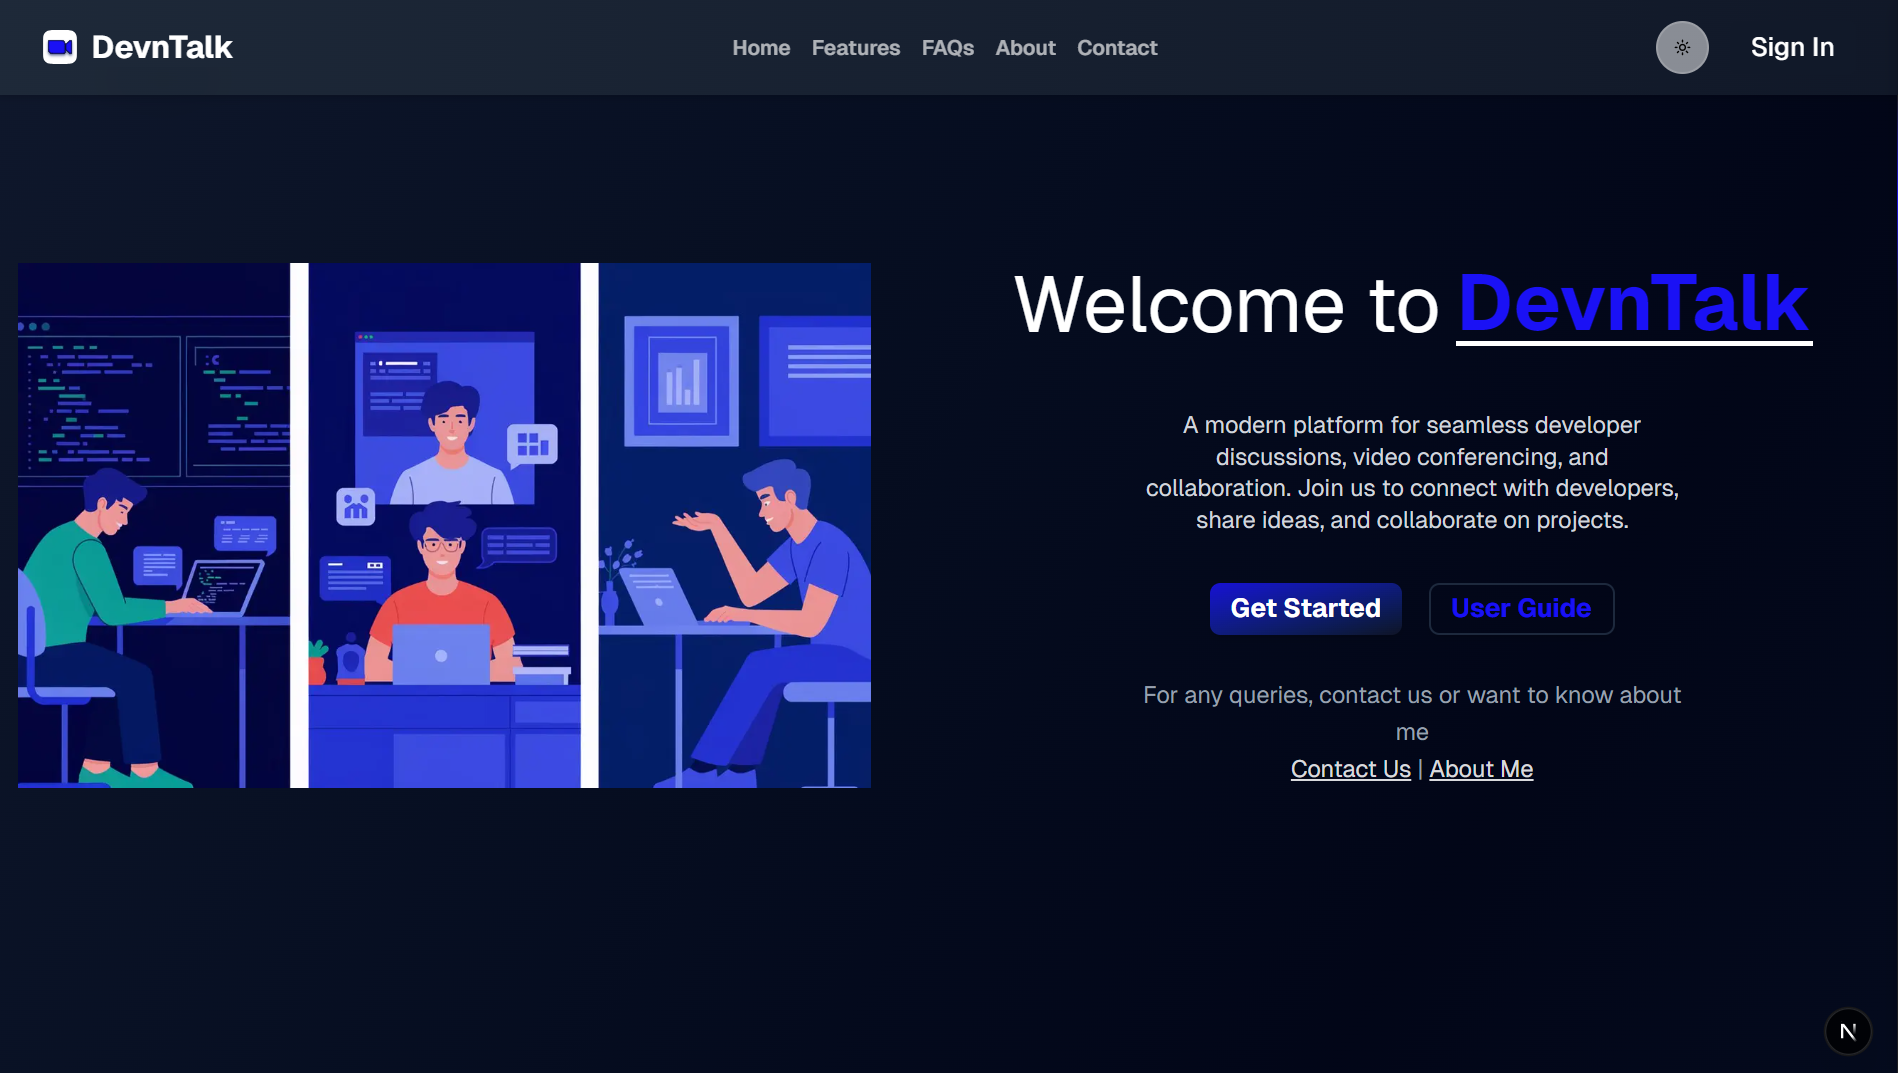 DevnTalk
Home Features FAQs About Contact
Sign In
Welcome to DevnTalk
A modern platform for seamless developer
discussions, video conferencing, and
collaboration. Join us to connect with developers,
share ideas, and collaborate on projects.
Get Started
User Guide
For any queries, contact us or want to know about
me
Contact Us | About Me
N